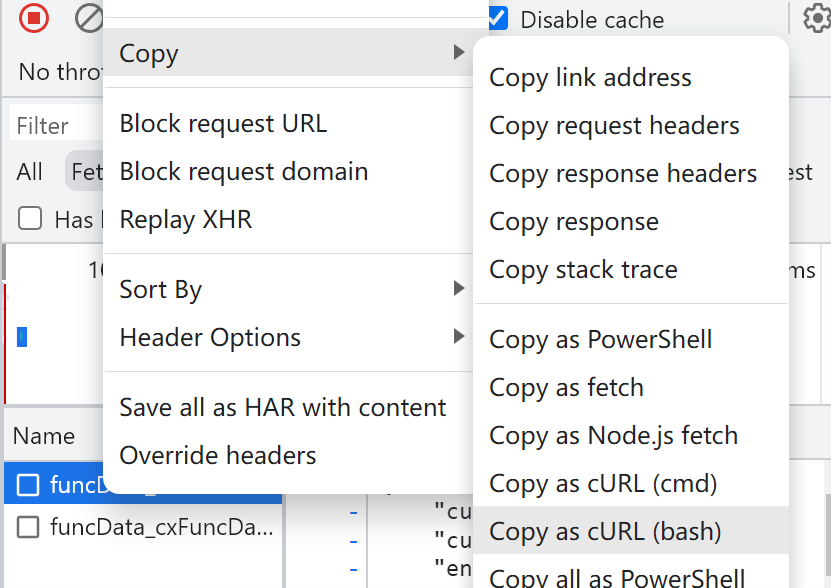 Disable cache
No thro
Filter
All
Fet
est
Has
ms
Name
funcD
funcData_cxFuncDa...
Copy
Block request URL
Block request domain
Replay XHR
Sort By
Header Options
Save all as HAR with content
Override headers
Copy link address
Copy request headers
Copy response headers
Copy response
Copy stack trace
Copy as PowerShell
Copy as fetch
Copy as Node.js fetch
Copy as cURL (cmd)
Copy as cURL (bash)
Copy all as PowerShell
- "cu
- "cu
- "en